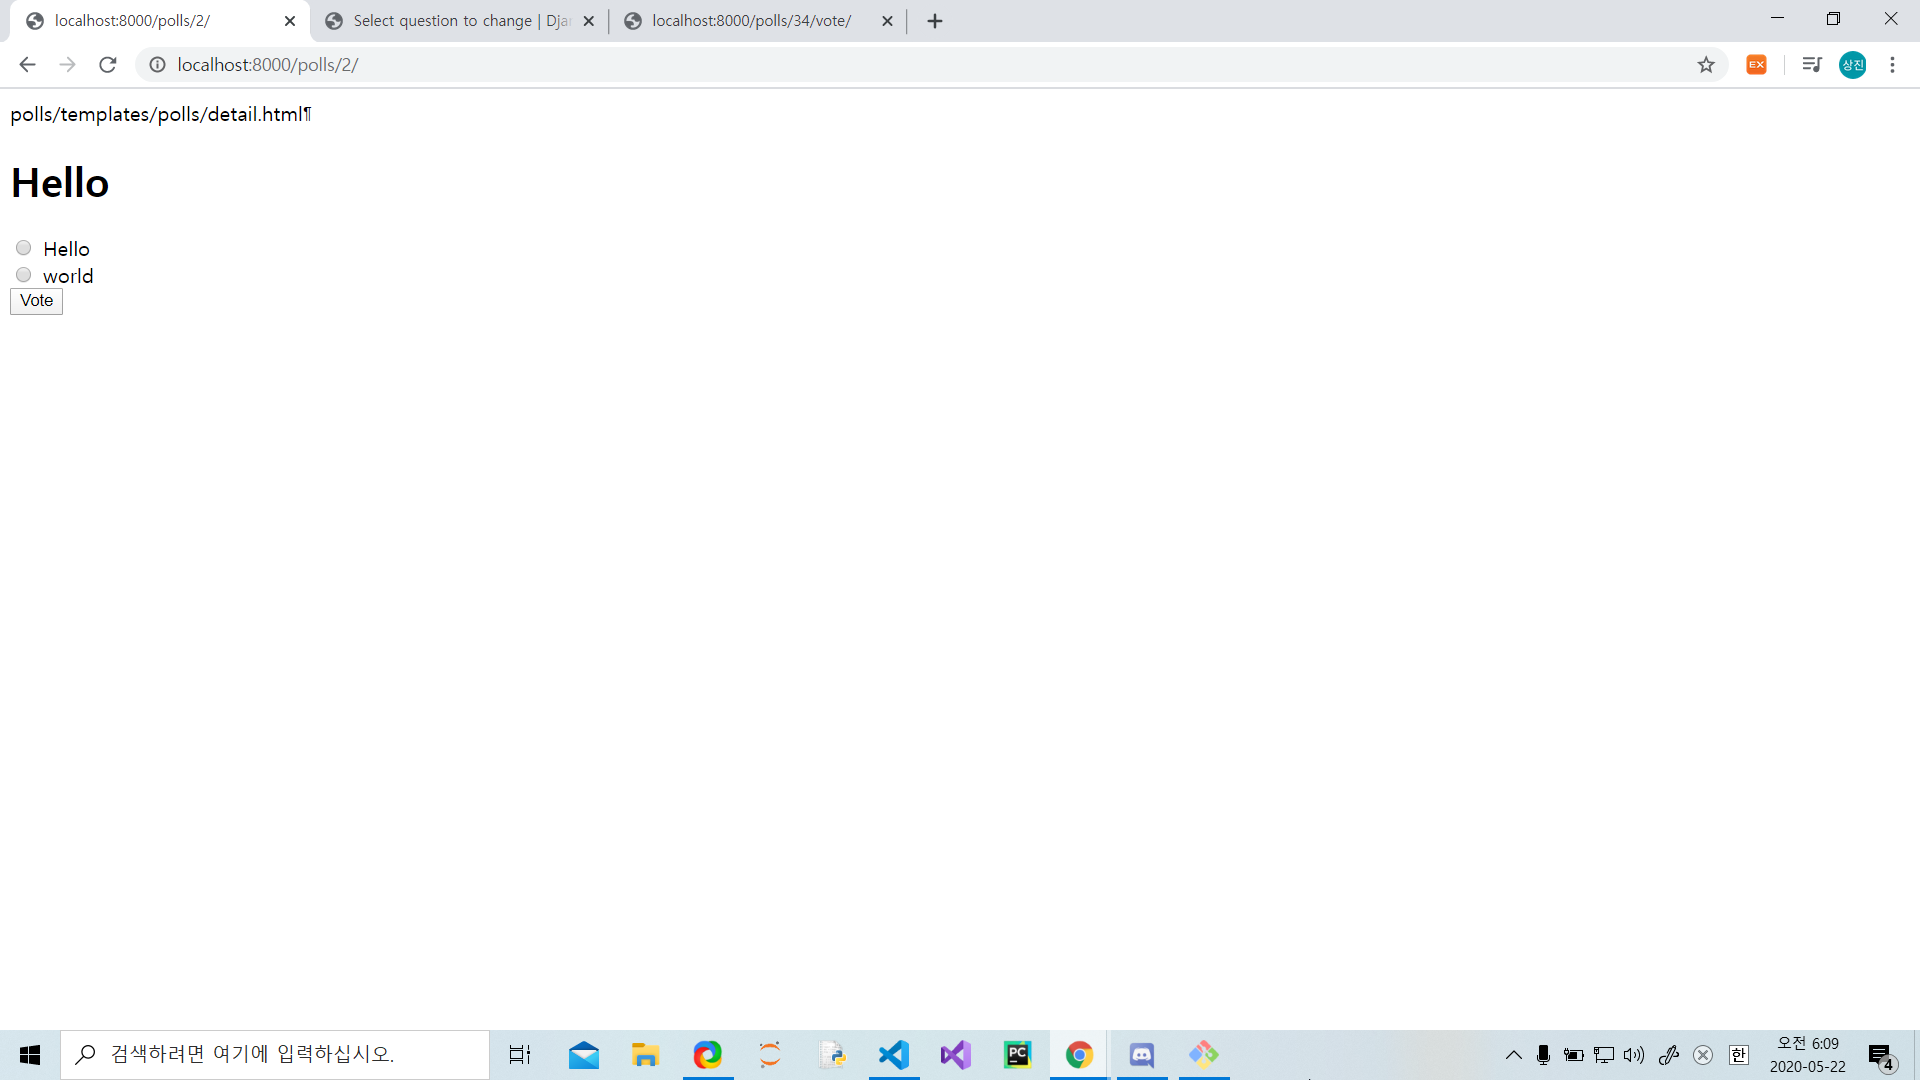 localhost:8000/polls/2/
Select question to change | Djan
localhost:8000/polls/34/vote/
localhost:8000/polls/2/
EX
상진
polls/templates/polls/detail.html¶
Hello
Hello
world
Vote
검색하려면 여기에 입력하십시오.
PC
한
오전 6:09
2020-05-22
4